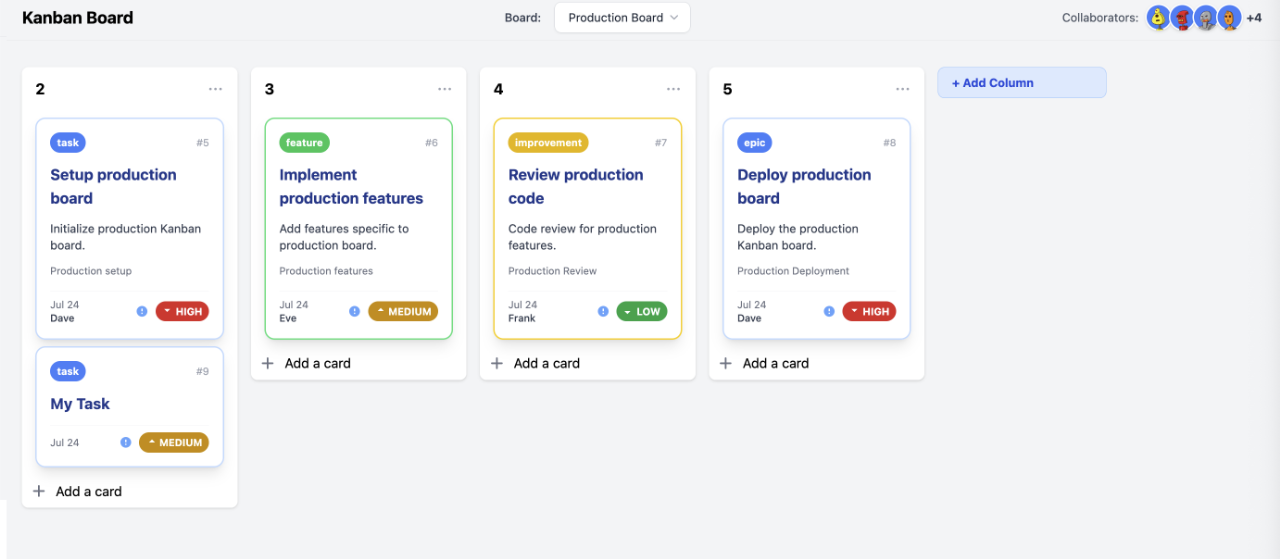 Kanban Board
Board:
Production Board
Collaborators:
+4
2
task
#5
Setup production
board
Initialize production Kanban
board.
Production setup
Jul 24
Dave
HIGH
task
#9
My Task
Jul 24
MEDIUM
+ Add a card
3
feature
#6
Implement
production features
Add features specific to
production board.
Production features
Jul 24
Eve
MEDIUM
+ Add a card
4
improvement
#7
Review production
code
Code review for production
features.
Production Review
Jul 24
Frank
LOW
+ Add a card
5
epic
#8
Deploy production
board
Deploy the production
Kanban board.
Production Deployment
Jul 24
Dave
HIGH
+ Add a card
+ Add Column